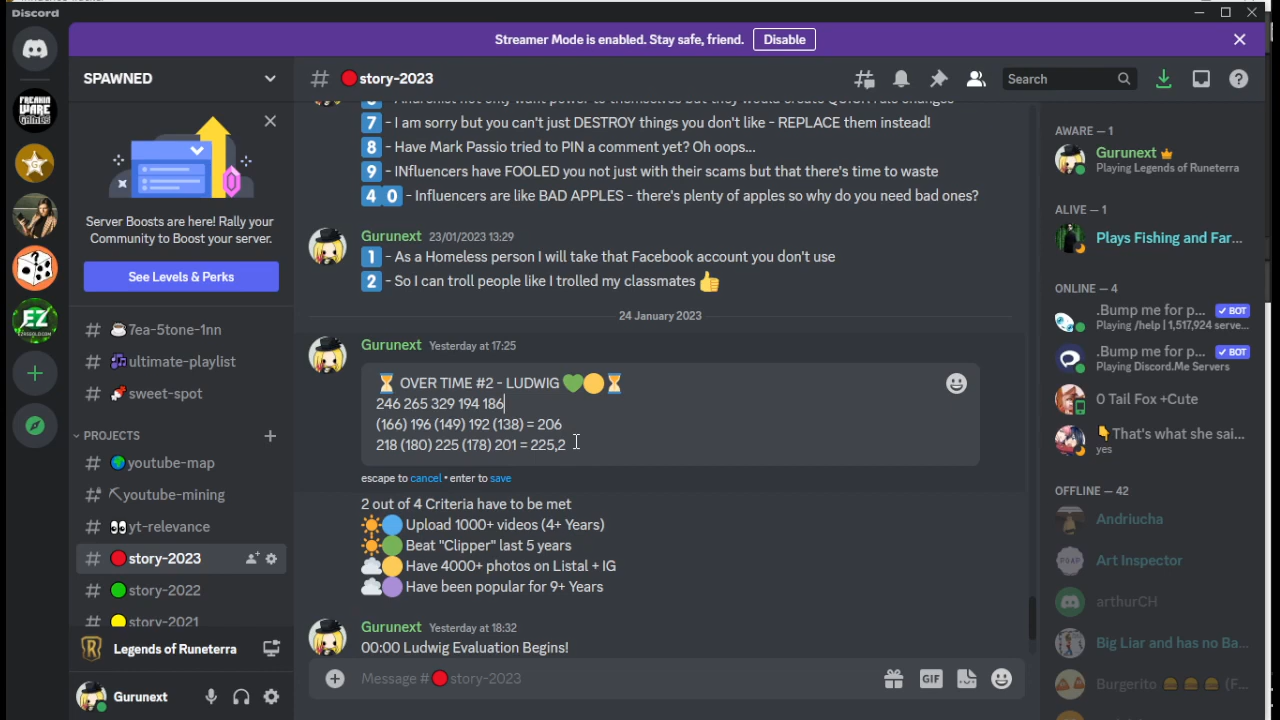 Discord
Streamer Mode is enabled. Stay safe, friend.
Disable
SPAWNED
story-2023
Search
FREAKIN WARE GAMES
Server Boosts are here! Rally your
Community to Boost your server.
See Levels & Perks
7ea-5tone-1nn
ultimate-playlist
sweet-spot
PROJECTS
youtube-map
youtube-mining
yt-relevance
story-2023
story-2022
story-2021
Legends of Runeterra
Gurunext
7 - I am sorry but you can't just DESTROY things you don't like - REPLACE them instead!
8 - Have Mark Passio tried to PIN a comment yet? Oh oops...
9 - INfluencers have FOOLED you not just with their scams but that there's time to waste
4 0 - Influencers are like BAD APPLES - there's plenty of apples so why do you need bad ones?
Gurunext 23/01/2023 13:29
1 - As a Homeless person I will take that Facebook account you don't use
2 - So I can troll people like I trolled my classmates
24 January 2023
Gurunext Yesterday at 17:25
OVER TIME #2 - LUDWIG
246 265 329 194 186
(166) 196 (149) 192 (138) = 206
218 (180) 225 (178) 201 = 225,2
escape to cancel • enter to save
2 out of 4 Criteria have to be met
Upload 1000+ videos (4+ Years)
Beat "Clipper" last 5 years
Have 4000+ photos on Listal + IG
Have been popular for 9+ Years
Gurunext Yesterday at 18:32
00:00 Ludwig Evaluation Begins!
Message # story-2023
GIF
AWARE — 1
Gurunext
Playing Legends of Runeterra
ALIVE — 1
Plays Fishing and Far...
ONLINE — 4
.Bump me for p... BOT
Playing /help | 1,517,924 serve...
.Bump me for p... BOT
Playing Discord.Me Servers
0 Tail Fox +Cute
That's what she sai...
yes
OFFLINE — 42
Andriucha
Art Inspector
arthurCH
Big Liar and has no Ba...
Burgerito (F...